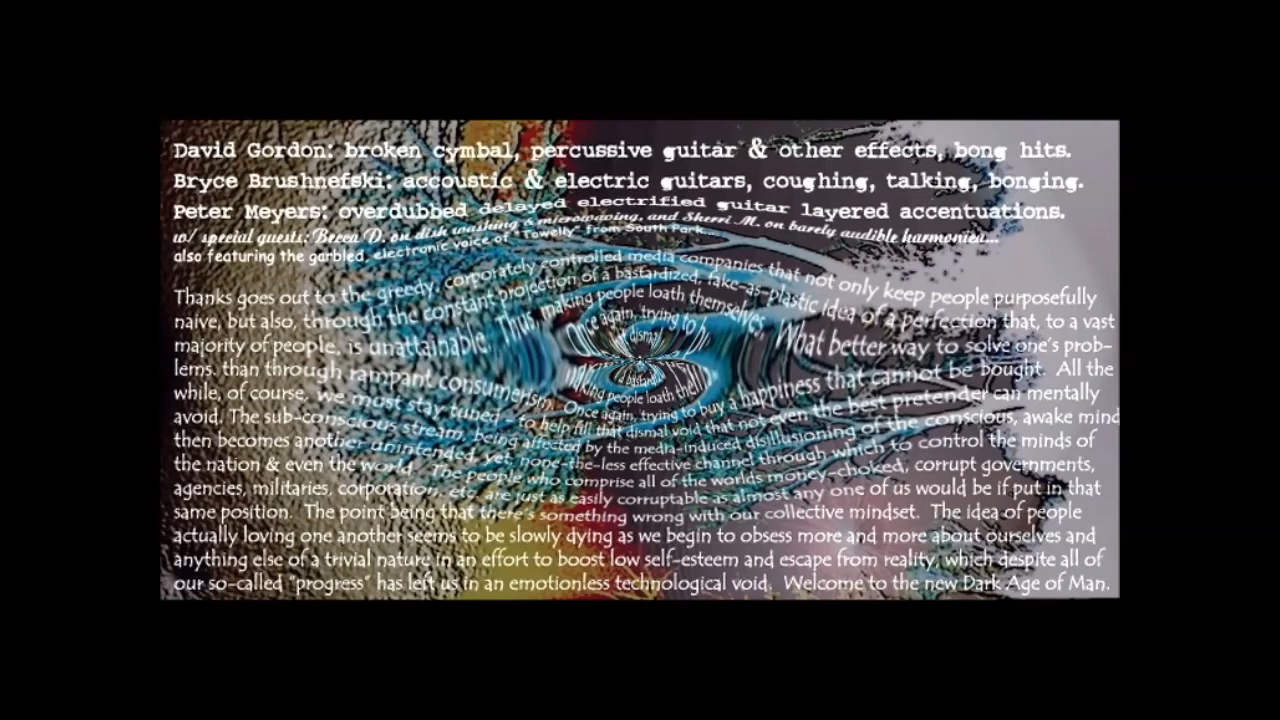 David Gordon: broken cymbal, percussive guitar & other effects, bong hits.
Bryce Brushnefski: accoustic & electric guitars, coughing, talking, bonging.
Peter Meyers: overdubbed delayed electrified guitar layered accentuations.
w/ special guests: Becca D. on dish washing & microwaving, and Sherri M. on barely audible harmonica...
also featuring the garbled, electronic voice of "Towelly" from South Park...
Thanks goes out to the greedy, corporately controlled media companies that not only keep people purposefully
naive, but also, through the constant projection of a bastardized, fake-as-plastic idea of a perfection that, to a vast
majority of people, is unattainable. Thus, making people loath themselves. What better way to solve one's prob-
lems, than through rampant consumerism. Once again, trying to buy a happiness that cannot be bought. All the
while, of course, we must stay tuned - to help fill that dismal void that not even the best pretender can mentally
avoid. The sub-conscious stream, being affected by the media-induced disillusioning of the conscious, awake mind
then becomes another unintended, yet, none-the-less effective channel through which to control the minds of
the nation & even the world. The people who comprise all of the worlds money-choked, corrupt governments,
agencies, militaries, corporation, etc. are just as easily corruptable as almost any one of us would be if put in that
same position. The point being that there's something wrong with our collective mindset. The idea of people
actually loving one another seems to be slowly dying as we begin to obsess more and more about ourselves and
anything else of a trivial nature in an effort to boost low self-esteem and escape from reality, which despite all of
our so-called "progress" has left us in an emotionless technological void. Welcome to the new Dark Age of Man.